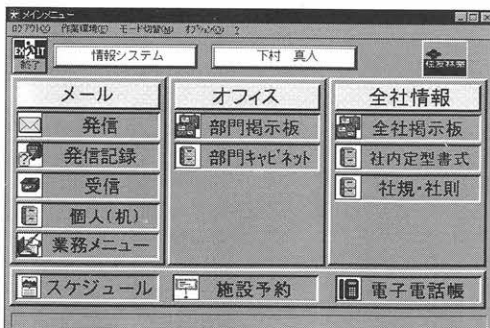 メインメニュー
ログアウト(X) 作業環境(E) モード切替(M) オプション(O) ?
EXIT
終了
情報システム
下村 真人
住友林業
メール
発信
発信記録
受信
個人(机)
業務メニュー
オフィス
部門掲示板
部門キャビネット
全社情報
全社掲示板
社内定型書式
社規・社則
スケジュール
施設予約
電子電話帳